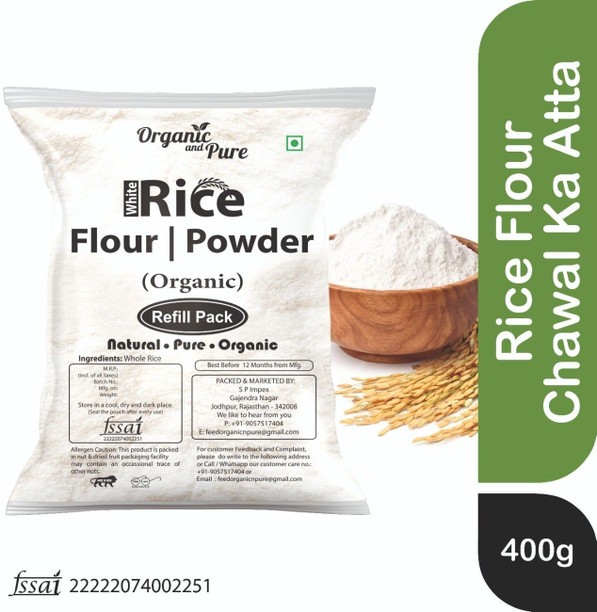 Organic
and Pure
White Rice
Flour | Powder
(Organic)
Refill Pack
Natural • Pure • Organic
Ingredients: Whole Rice
M.R.P.:
(Incl. of all Taxes)
Batch No.:
Mfg. on:
Weight:
Store in a cool, dry and dark place.
(Seal the pouch after every use)
fssai
22222074002251
Allergen Caution: This product is packed
in nut & dried fruit packaging facility
may contain an occassional trace of
other nuts.
Best Before 12 Months from Mfg.
PACKED & MARKETED BY:
S P Impex
Gajendra Nagar
Jodhpur, Rajasthan - 342008
We like to hear from you
P: +91-9057517404
E: feedorganicnpure@gmail.com
For customer Feedback and Complaint,
please do write to the following address
or Call / Whatsapp our customer care no.:
+91-9057517404 or
Email : feedorganicnpure@gmail.com
Rice Flour
Chawal Ka Atta
400g
fssai 22222074002251